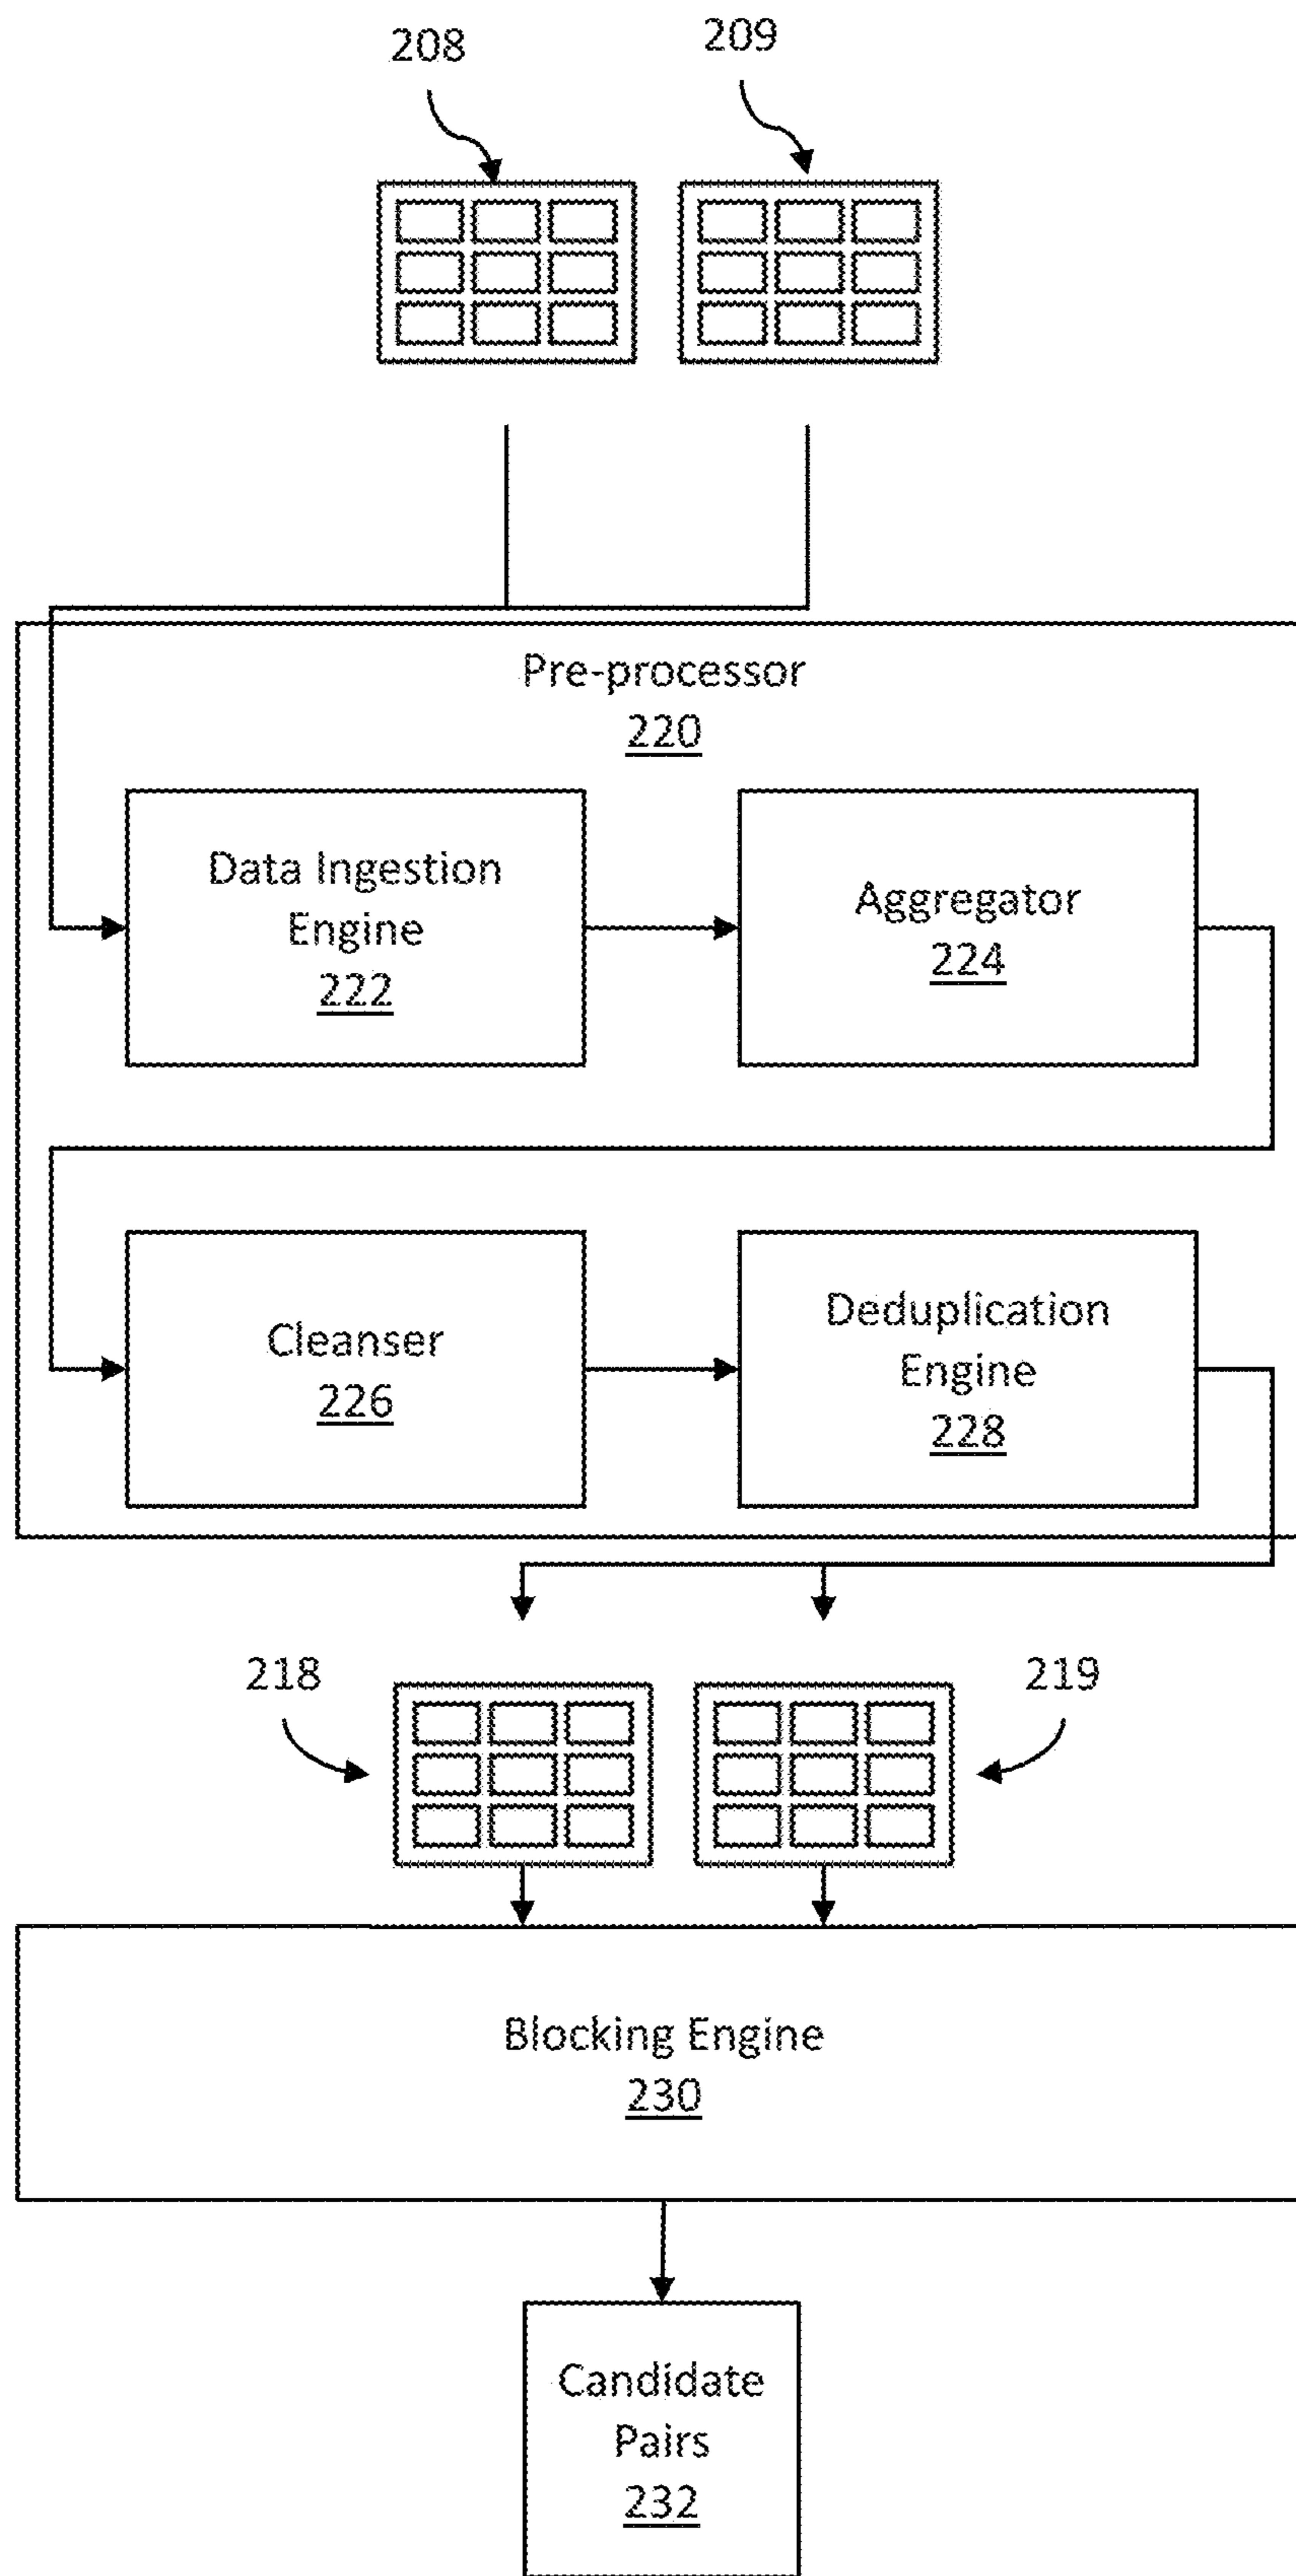 208
209
Pre-processor
220
Data Ingestion
Engine
222
Aggregator
224
Cleanser
226
Deduplication
Engine
228
218
219
Blocking Engine
230
Candidate
Pairs
232